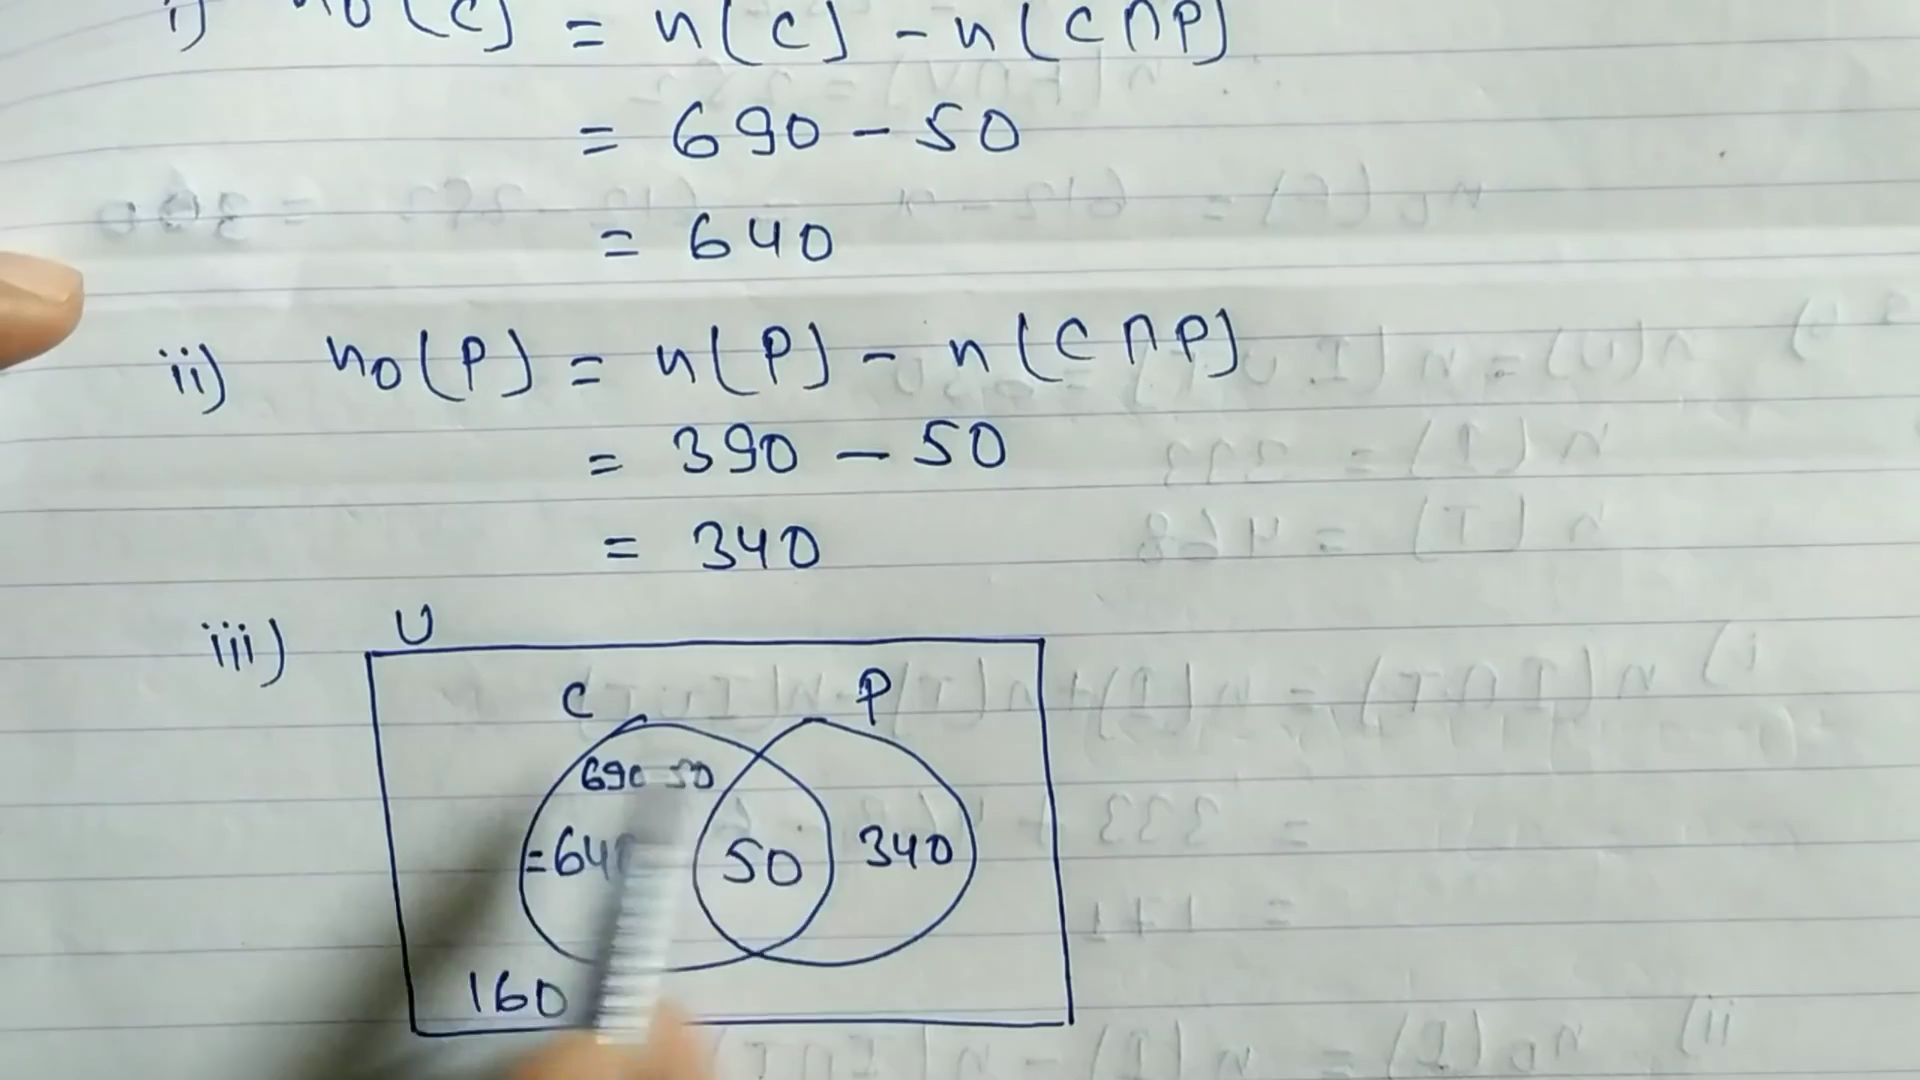 i) n₀(C) = n(C) - n(C∩P)
= 690 - 50
= 640
ii) n₀(P) = n(P) - n(C∩P)
= 390 - 50
= 340
iii) U
C P
690 50
=64 50 340
160